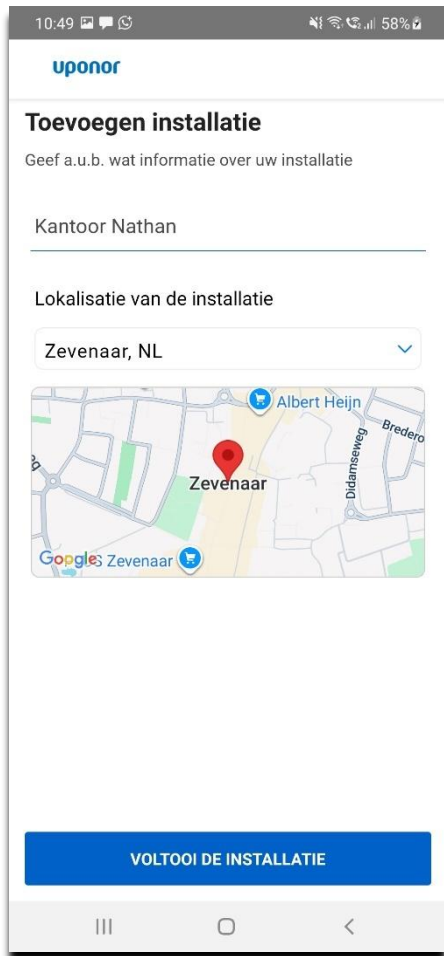 10:49 58%
uponor
Toevoegen installatie
Geef a.u.b. wat informatie over uw installatie
Kantoor Nathan
Lokalisatie van de installatie
Zevenaar, NL
Albert Heijn
Bredero
Didamseweg
Zevenaar
Google
S Zevenaar
VOLTOOI DE INSTALLATIE